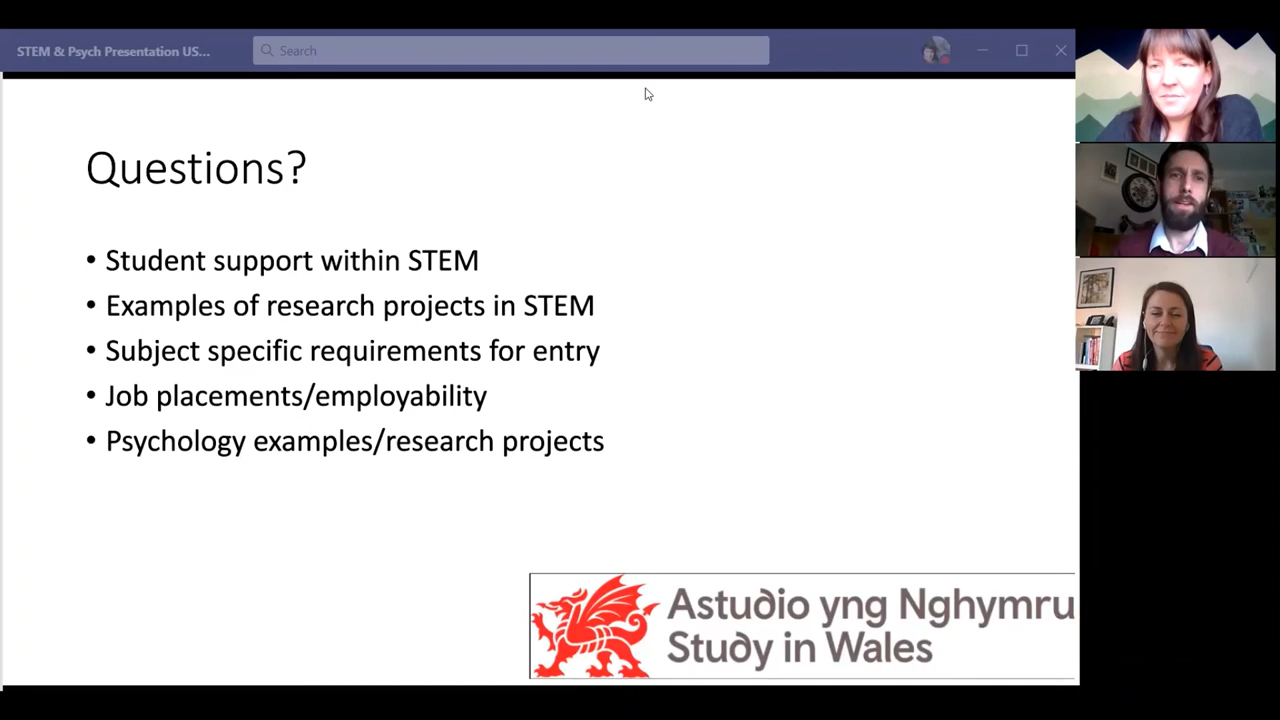 STEM & Psych Presentation US...
Search
Questions?
• Student support within STEM
• Examples of research projects in STEM
• Subject specific requirements for entry
• Job placements/employability
• Psychology examples/research projects
Astudio yng Nghymru
Study in Wales